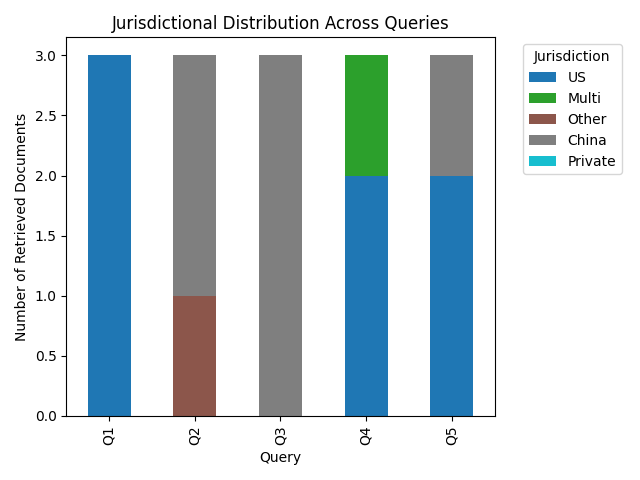 Jurisdictional Distribution Across Queries
Number of Retrieved Documents
3.0
2.5
2.0
1.5
1.0
0.5
0.0
Q1
Q2
Q3
Q4
Q5
Query
Jurisdiction
US
Multi
Other
China
Private